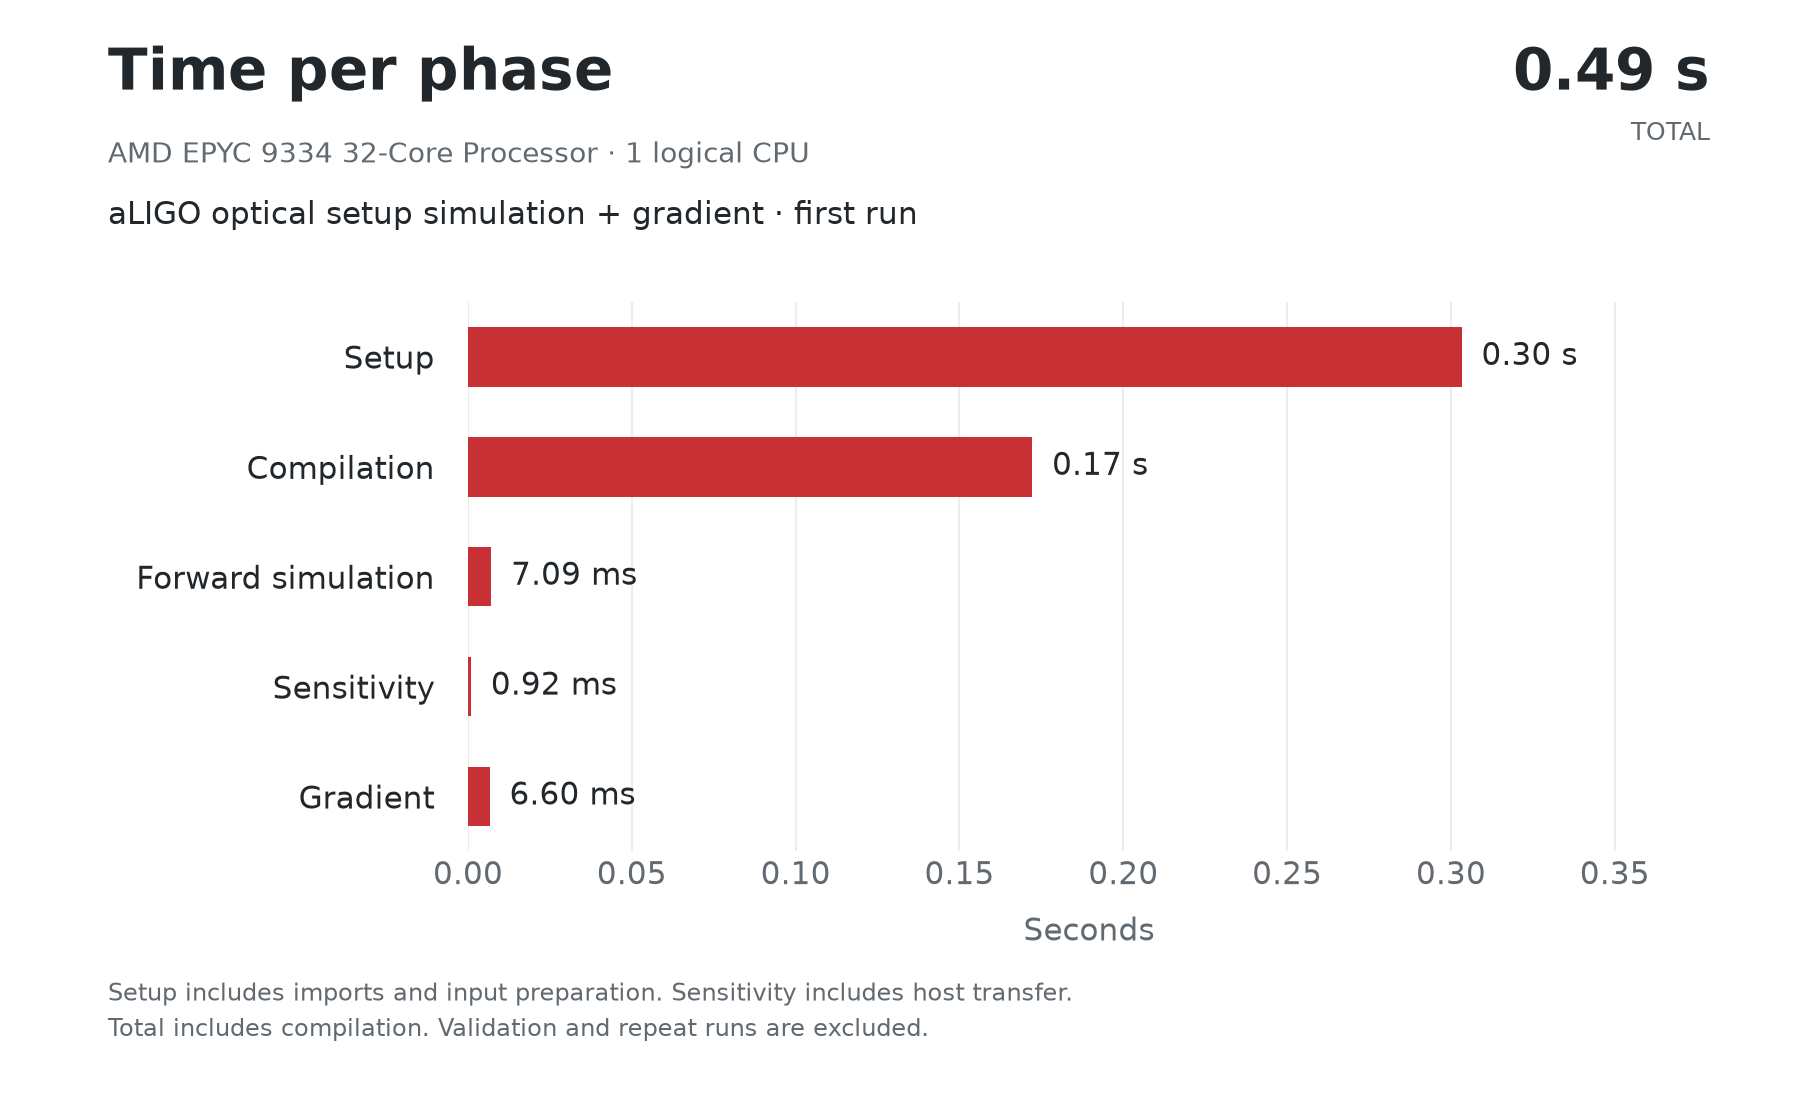 Time per phase
0.49 s
TOTAL
AMD EPYC 9334 32-Core Processor · 1 logical CPU
aLIGO optical setup simulation + gradient · first run
Setup
0.30 s
Compilation
0.17 s
Forward simulation
7.09 ms
Sensitivity
0.92 ms
Gradient
6.60 ms
0.00 0.05 0.10 0.15 0.20 0.25 0.30 0.35
Seconds
Setup includes imports and input preparation. Sensitivity includes host transfer.
Total includes compilation. Validation and repeat runs are excluded.